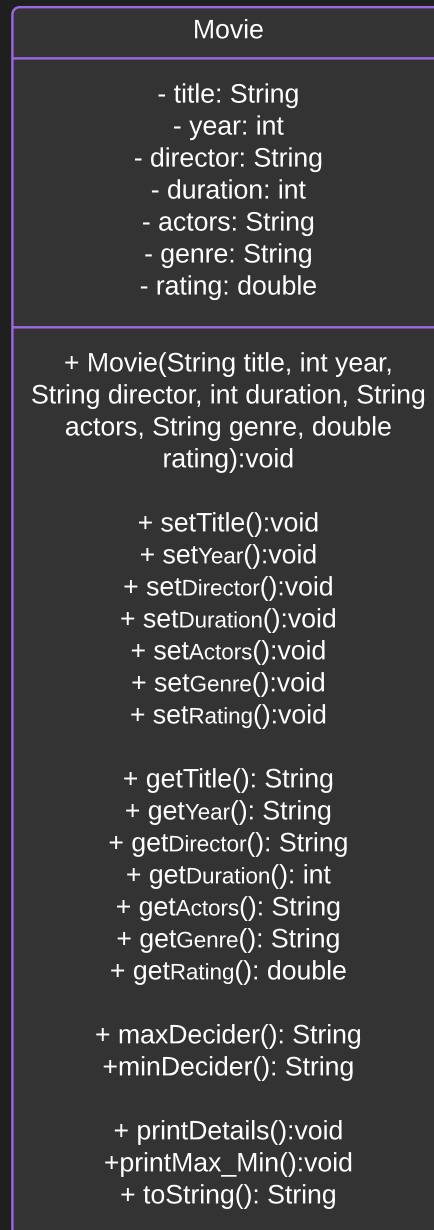 Movie
- title: String
- year: int
- director: String
- duration: int
- actors: String
- genre: String
- rating: double
+ Movie(String title, int year,
String director, int duration, String
actors, String genre, double
rating):void
+ setTitle():void
+ setYear():void
+ setDirector():void
+ setDuration():void
+ setActors():void
+ setGenre():void
+ setRating():void
+ getTitle(): String
+ getYear(): String
+ getDirector(): String
+ getDuration(): int
+ getActors(): String
+ getGenre(): String
+ getRating(): double
+ maxDecider(): String
+minDecider(): String
+ printDetails():void
+printMax_Min():void
+ toString(): String